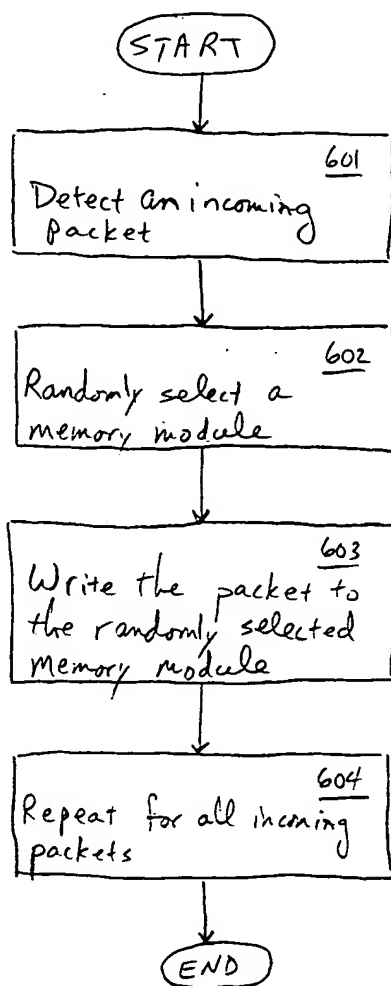 START
601
Detect an incoming
packet
602
Randomly select a
memory module
603
Write the packet to
the randomly selected
memory module
604
Repeat for all incoming
packets
END